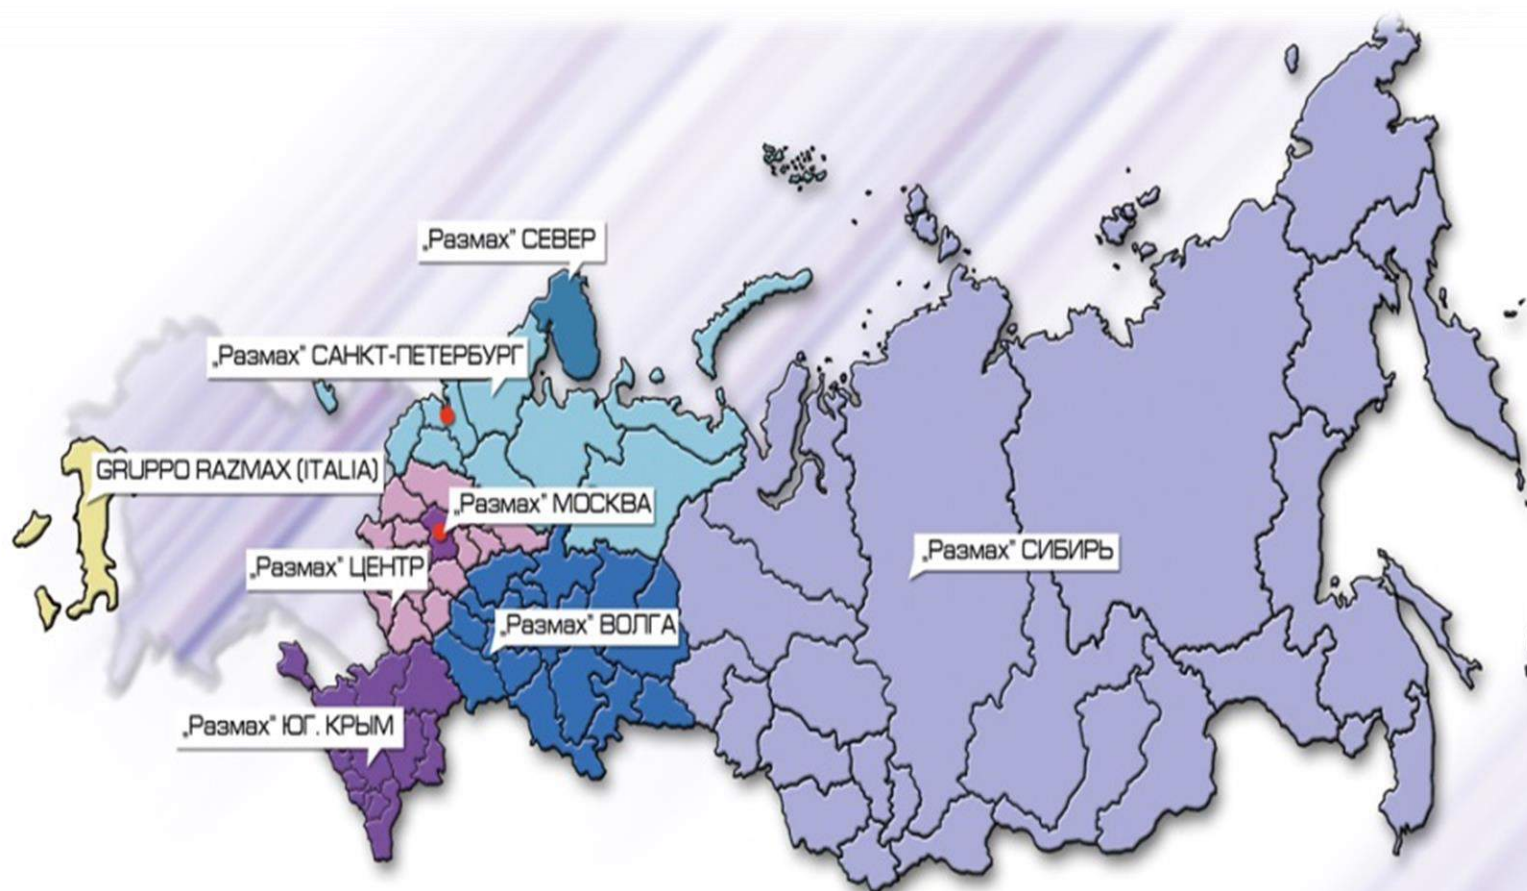 „Размах" СЕВЕР
„Размах" САНКТ-ПЕТЕРБУРГ
GRUPPO RAZMAX (ITALIA)
„Размах" МОСКВА
„Размах" СИБИРЬ
„Размах" ЦЕНТР
„Размах" ВОЛГА
„Размах" ЮГ. КРЫМ